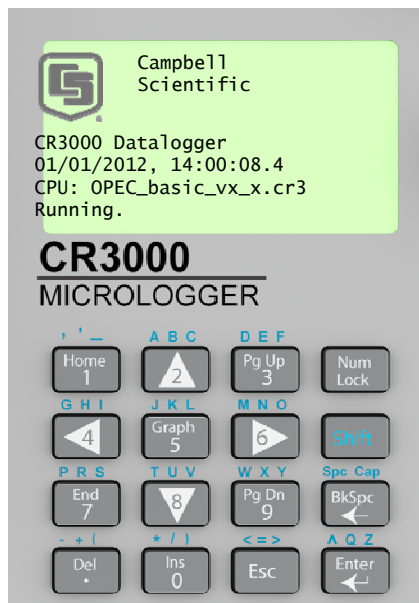 Campbell
Scientific
CR3000 Datalogger
01/01/2012, 14:00:08.4
CPU: OPEC_basic_vx_x.cr3
Running.
CR3000
MICROLOGGER
, ' _ A B C D E F
Home 1 2 Pg Up 3 Num Lock
G H I J K L M N O
4 Graph 5 6 Shift
P R S T U V W X Y Spc Cap
End 7 8 Pg Dn 9 BkSpc
- + ( * / ) < = > Λ Q Z
Del . Ins 0 Esc Enter